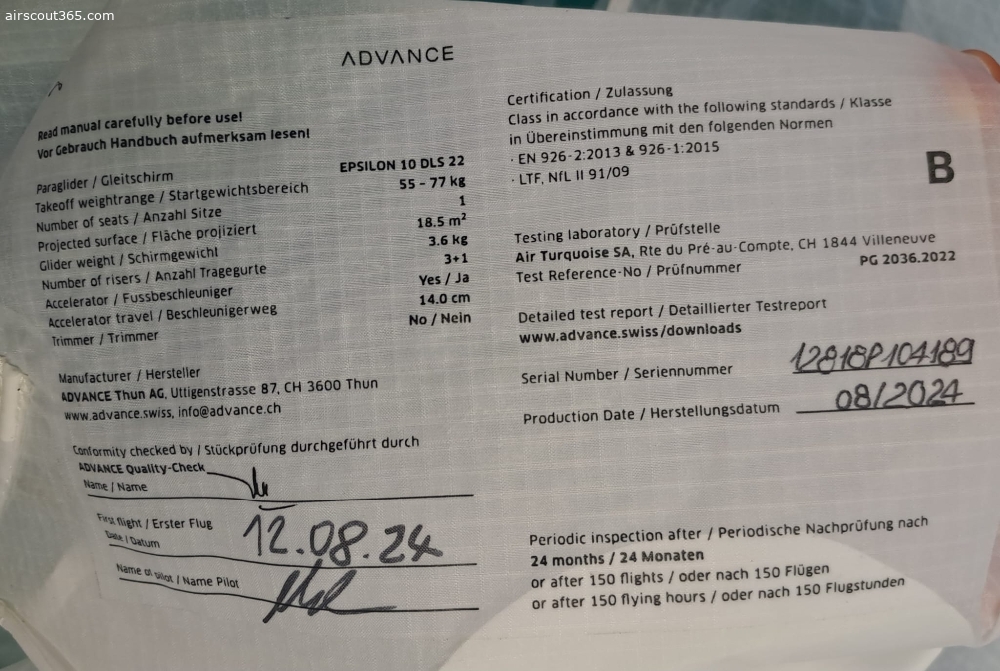 airscout365.com
ADVANCE
Read manual carefully before use!
Vor Gebrauch Handbuch aufmerksam lesen!
Paraglider / Gleitschirm EPSILON 10 DLS 22
Takeoff weightrange / Startgewichtsbereich 55 - 77 kg
Number of seats / Anzahl Sitze 1
Projected surface / Fläche projiziert 18.5 m²
Glider weight / Schirmgewicht 3.6 kg
Number of risers / Anzahl Tragegurte 3+1
Accelerator / Fussbeschleuniger Yes / Ja
Accelerator travel / Beschleunigerweg 14.0 cm
Trimmer / Trimmer No / Nein
Manufacturer / Hersteller
ADVANCE Thun AG, Uttigenstrasse 87, CH 3600 Thun
www.advance.swiss, info@advance.ch
Conformity checked by / Stückprüfung durchgeführt durch
ADVANCE Quality-Check
Name / Name
First flight / Erster Flug
Date / Datum 12.08.24
Name of pilot / Name Pilot
Certification / Zulassung
Class in accordance with the following standards / Klasse
in Übereinstimmung mit den folgenden Normen
· EN 926-2:2013 & 926-1:2015
· LTF, NfL II 91/09
B
Testing laboratory / Prüfstelle
Air Turquoise SA, Rte du Pré-au-Compte, CH 1844 Villeneuve
Test Reference-No / Prüfnummer PG 2036.2022
Detailed test report / Detaillierter Testreport
www.advance.swiss/downloads
Serial Number / Seriennummer 12818P104189
Production Date / Herstellungsdatum 08/2024
Periodic inspection after / Periodische Nachprüfung nach
24 months / 24 Monaten
or after 150 flights / oder nach 150 Flügen
or after 150 flying hours / oder nach 150 Flugstunden